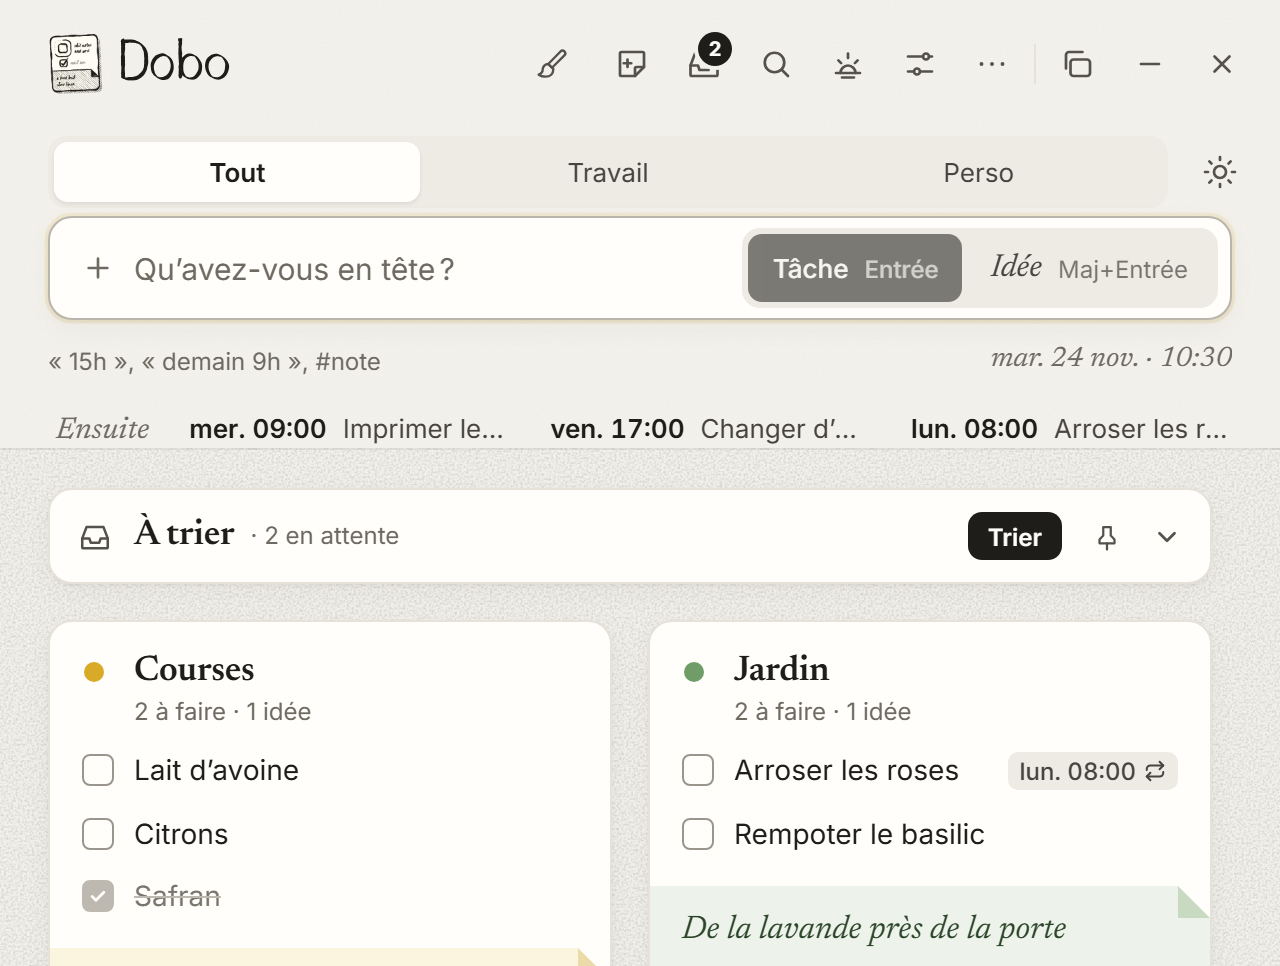 Dobo
2
Tout Travail Perso
Qu’avez-vous en tête ? Tâche Entrée Idée Maj+Entrée
« 15h », « demain 9h », #note mar. 24 nov. · 10:30
Ensuite mer. 09:00 Imprimer le… ven. 17:00 Changer d’… lun. 08:00 Arroser les r…
À trier · 2 en attente Trier
Courses
2 à faire · 1 idée
Lait d’avoine
Citrons
Safran
Jardin
2 à faire · 1 idée
Arroser les roses lun. 08:00
Rempoter le basilic
De la lavande près de la porte